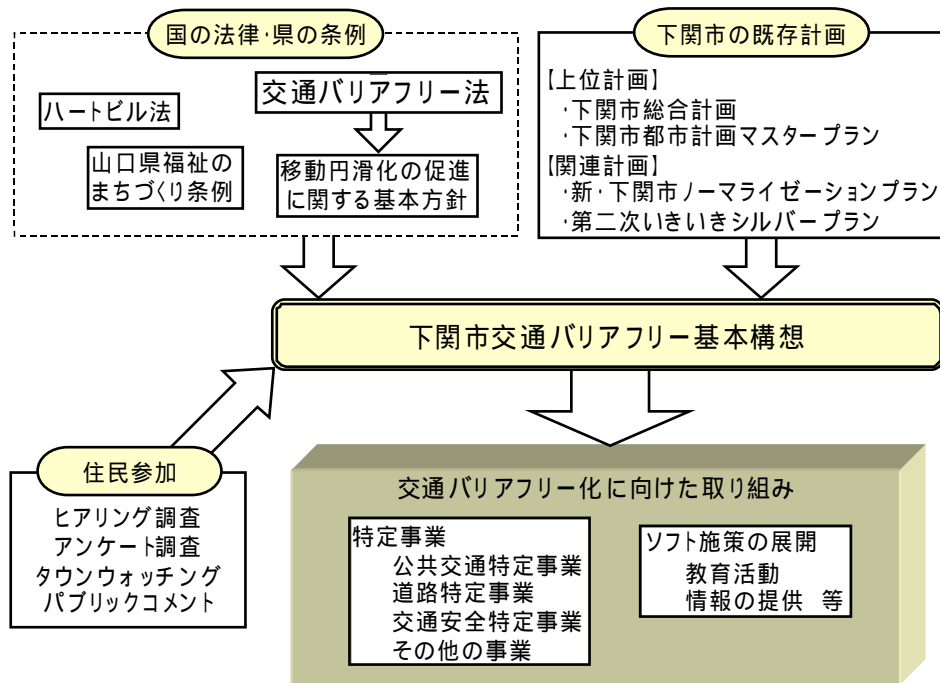 国の法律・県の条例
ハートビル法
交通バリアフリー法
山口県福祉の
まちづくり条例
移動円滑化の促進
に関する基本方針
下関市の既存計画
【上位計画】
・下関市総合計画
・下関市都市計画マスタープラン
【関連計画】
・新・下関市ノーマライゼーションプラン
・第二次いきいきシルバープラン
下関市交通バリアフリー基本構想
住民参加
ヒアリング調査
アンケート調査
タウンウォッチング
パブリックコメント
交通バリアフリー化に向けた取り組み
特定事業
公共交通特定事業
道路特定事業
交通安全特定事業
その他の事業
ソフト施策の展開
教育活動
情報の提供 等